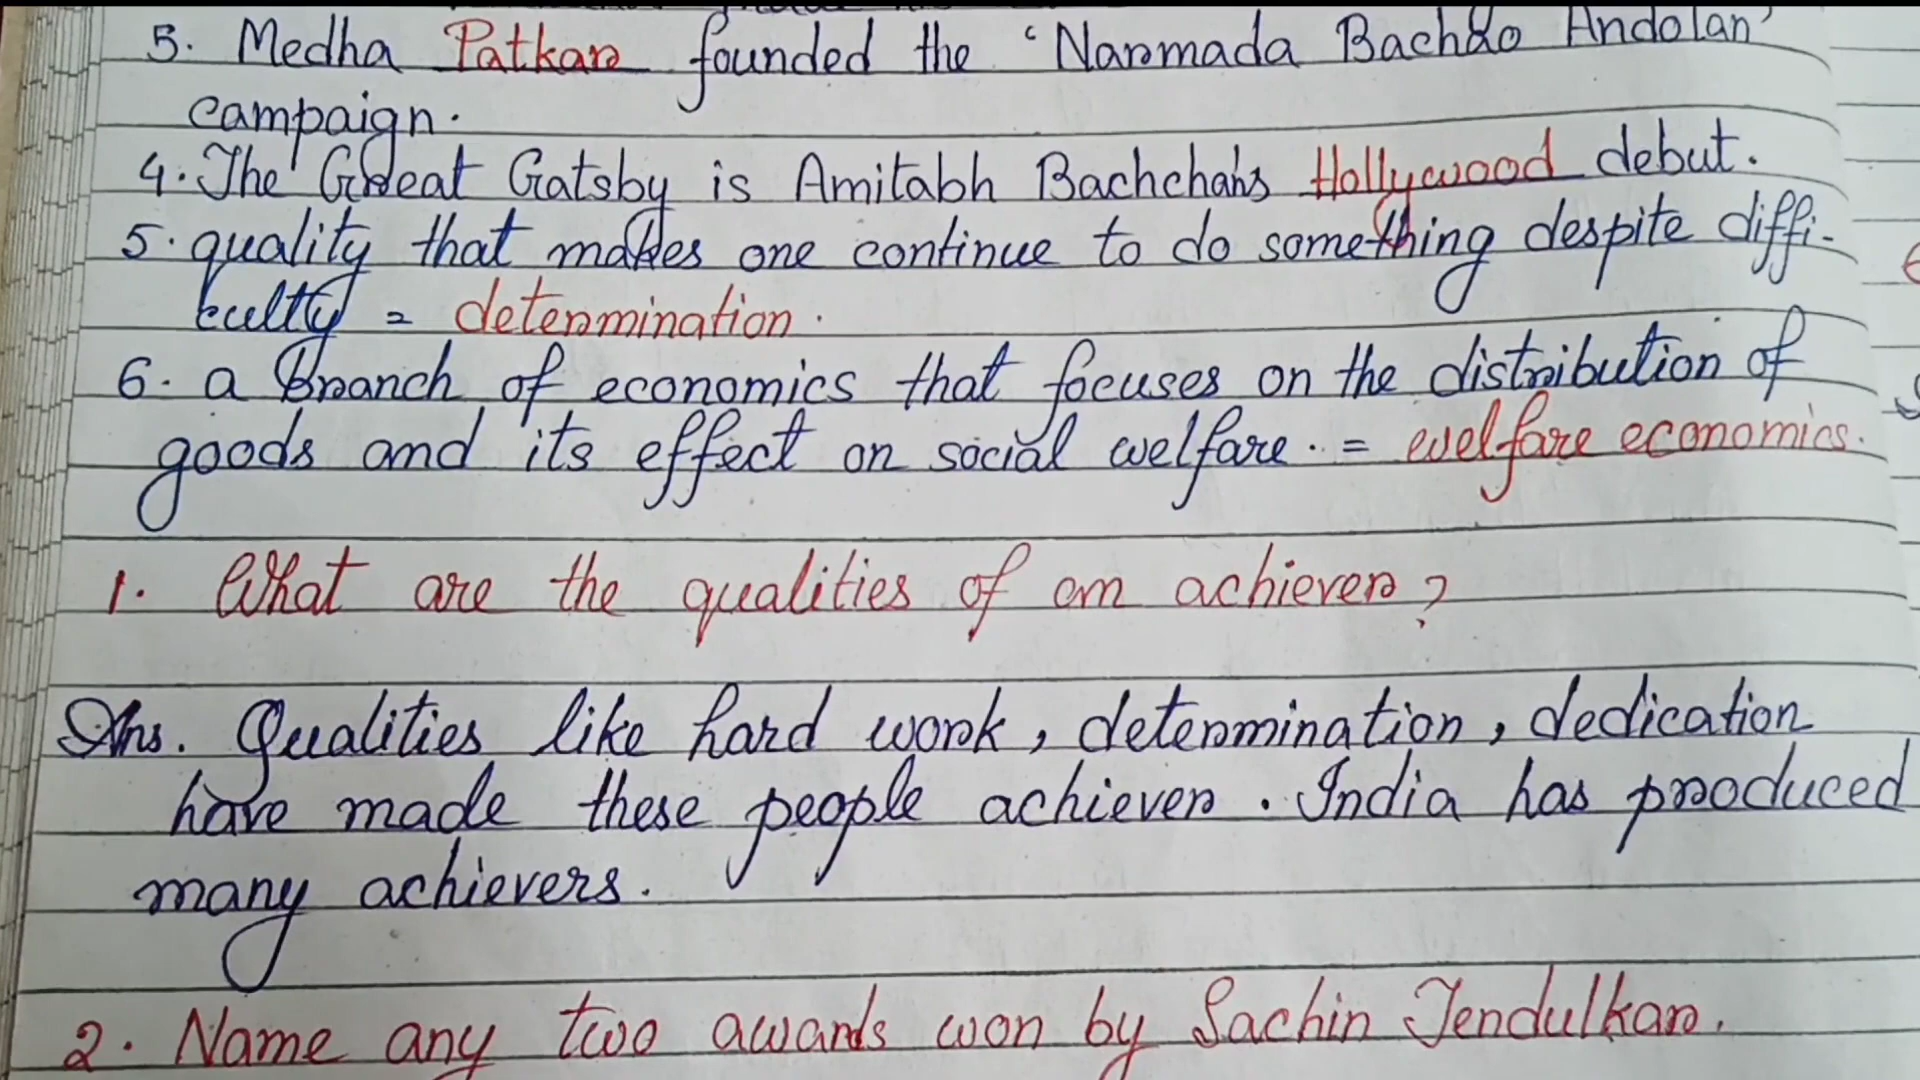 5. Medha Patkar founded the 'Narmada Bachao Andolan'
campaign.
4. The Great Gatsby is Amitabh Bachchan's Hollywood debut.
5. quality that makes one continue to do something despite diffi-
culty = determination.
6. a Branch of economics that focuses on the distribution of
goods and its effect on social welfare. = welfare economics.
1. What are the qualities of an achiever?
Ans. Qualities like hard work, determination, dedication
have made these people achiever. India has produced
many achievers.
2. Name any two awards won by Sachin Tendulkar.